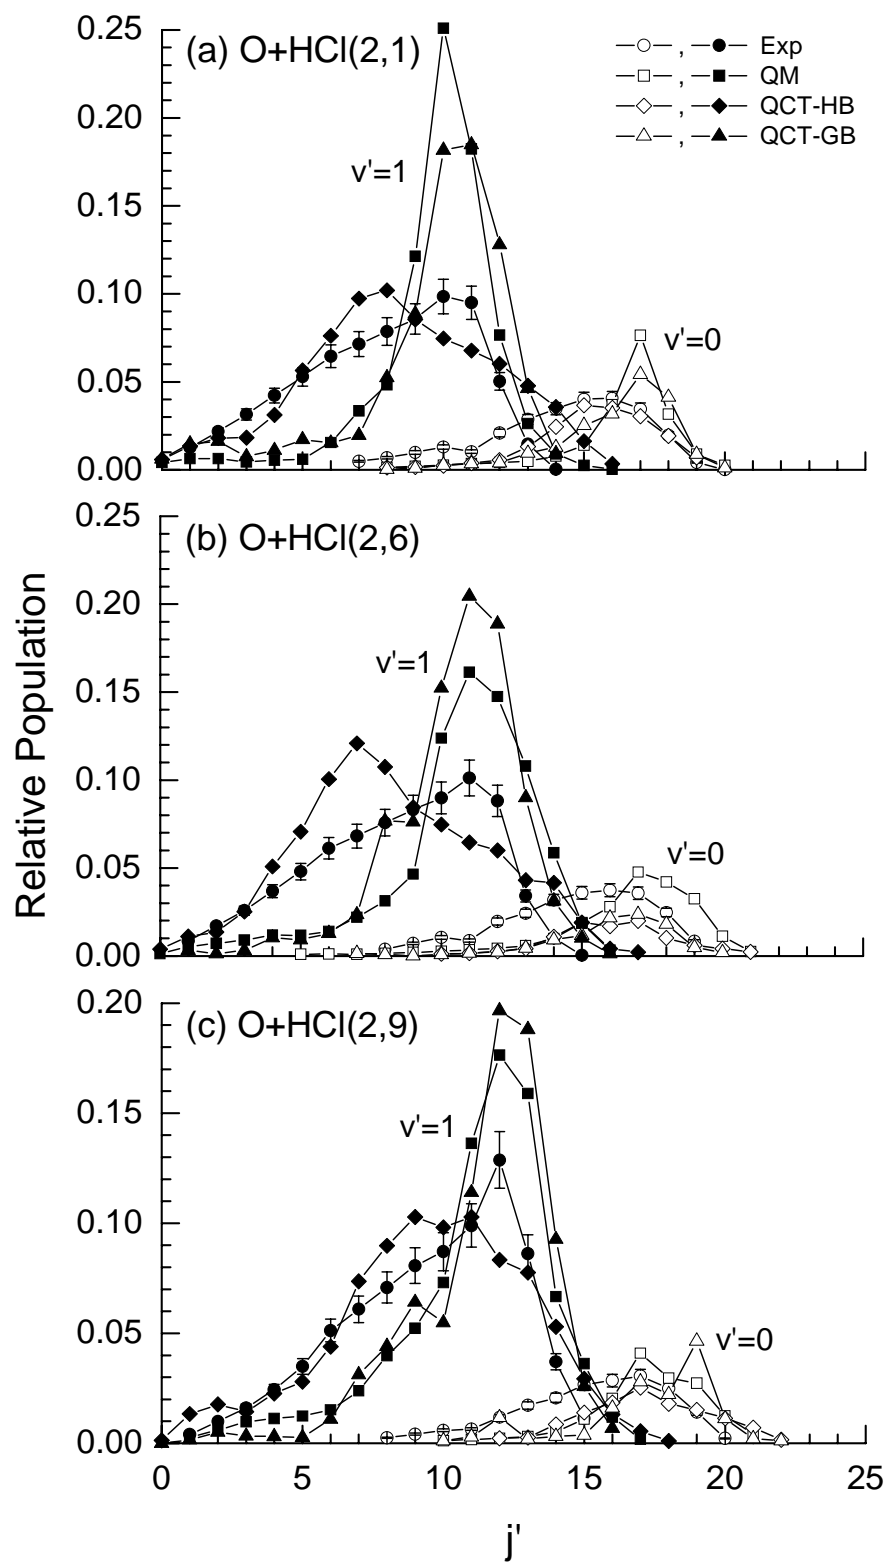 (a) O+HCl(2,1)
Exp
QM
QCT-HB
QCT-GB
v'=1
v'=0
0.25
0.20
0.15
0.10
0.05
0.00
(b) O+HCl(2,6)
v'=1
v'=0
0.25
0.20
0.15
0.10
0.05
0.00
Relative Population
(c) O+HCl(2,9)
v'=1
v'=0
0.20
0.15
0.10
0.05
0.00
0 5 10 15 20 25
j'